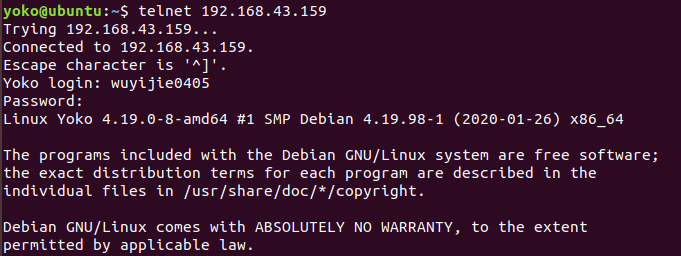 yoko@ubuntu:~$ telnet 192.168.43.159
Trying 192.168.43.159...
Connected to 192.168.43.159.
Escape character is '^]'.
Yoko login: wuyijie0405
Password:
Linux Yoko 4.19.0-8-amd64 #1 SMP Debian 4.19.98-1 (2020-01-26) x86_64

The programs included with the Debian GNU/Linux system are free software;
the exact distribution terms for each program are described in the
individual files in /usr/share/doc/*/copyright.

Debian GNU/Linux comes with ABSOLUTELY NO WARRANTY, to the extent
permitted by applicable law.